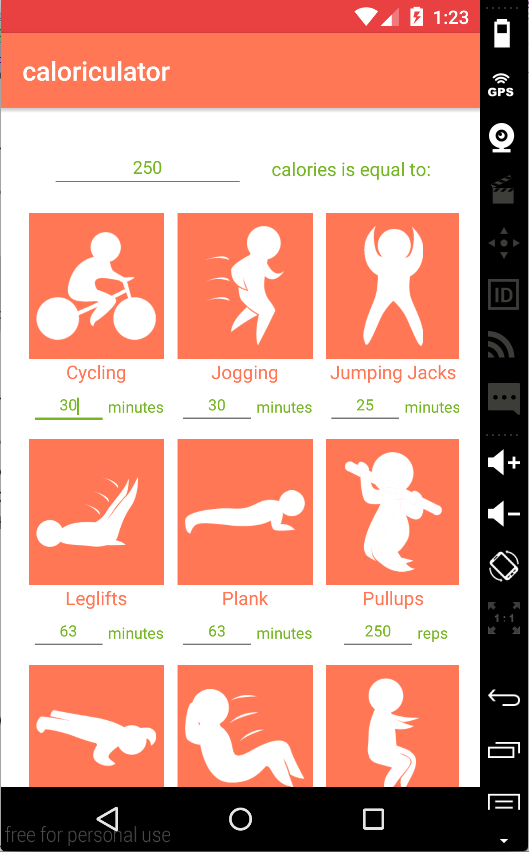 1:23
caloriculator
GPS
250 calories is equal to:
ID
Cycling Jogging Jumping Jacks
30 minutes 30 minutes 25 minutes
Leglifts Plank Pullups
63 minutes 63 minutes 250 reps
1:1
free for personal use